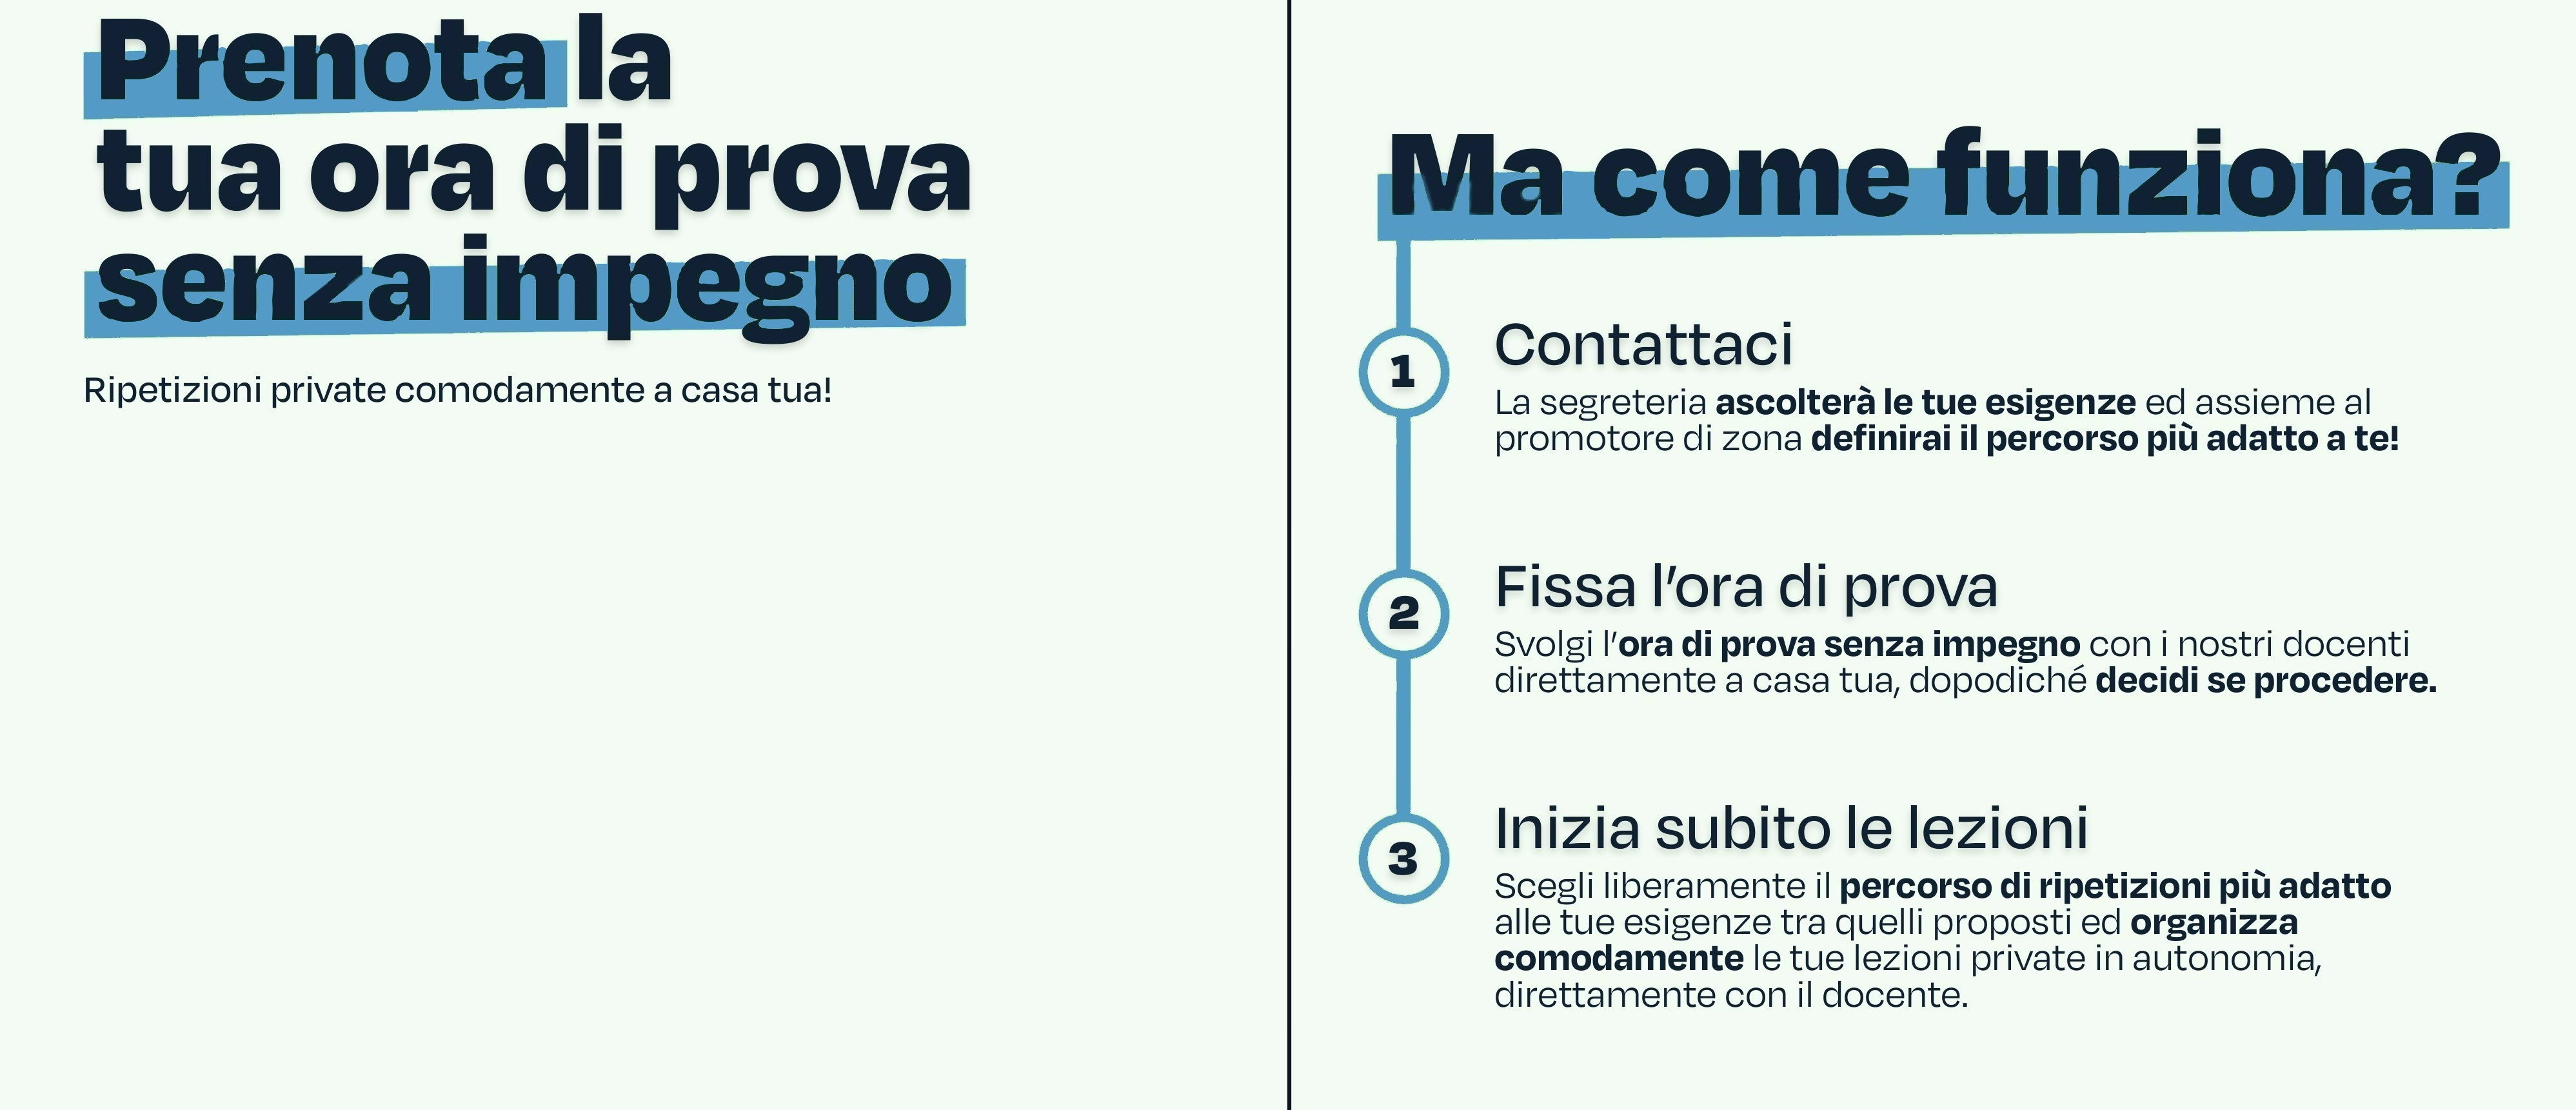 Prenota la
tua ora di prova
senza impegno
Ripetizioni private comodamente a casa tua!
Ma come funziona?
1
Contattaci
La segreteria ascolterà le tue esigenze ed assieme al
promotore di zona definirai il percorso più adatto a te!
2
Fissa l’ora di prova
Svolgi l’ora di prova senza impegno con i nostri docenti
direttamente a casa tua, dopodiché decidi se procedere.
3
Inizia subito le lezioni
Scegli liberamente il percorso di ripetizioni più adatto
alle tue esigenze tra quelli proposti ed organizza
comodamente le tue lezioni private in autonomia,
direttamente con il docente.